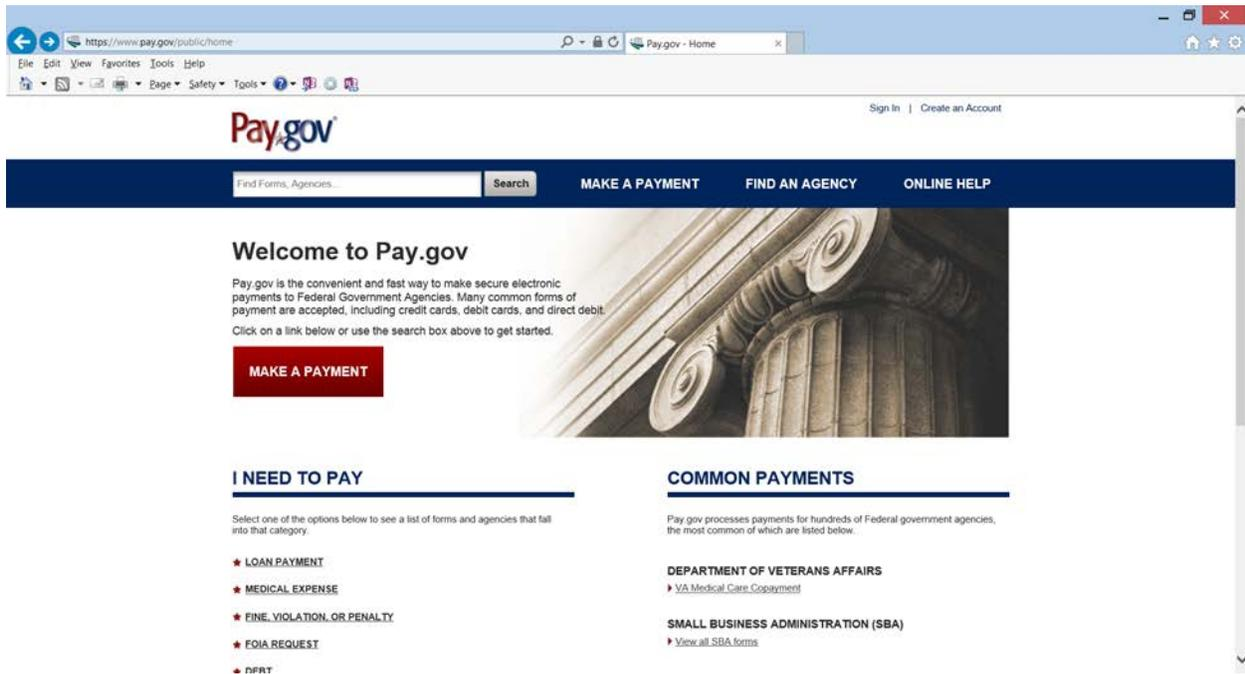 https://www.pay.gov/public/home
Pay.gov - Home
File Edit View Favorites Tools Help
Page Safety Tools
Sign In | Create an Account
Pay.gov
Find Forms, Agencies...
Search
MAKE A PAYMENT
FIND AN AGENCY
ONLINE HELP
Welcome to Pay.gov
Pay.gov is the convenient and fast way to make secure electronic
payments to Federal Government Agencies. Many common forms of
payment are accepted, including credit cards, debit cards, and direct debit.
Click on a link below or use the search box above to get started.
MAKE A PAYMENT
I NEED TO PAY
Select one of the options below to see a list of forms and agencies that fall
into that category.
LOAN PAYMENT
MEDICAL EXPENSE
FINE, VIOLATION, OR PENALTY
FOIA REQUEST
DEBT
COMMON PAYMENTS
Pay.gov processes payments for hundreds of Federal government agencies,
the most common of which are listed below.
DEPARTMENT OF VETERANS AFFAIRS
VA Medical Care Copayment
SMALL BUSINESS ADMINISTRATION (SBA)
View all SBA forms